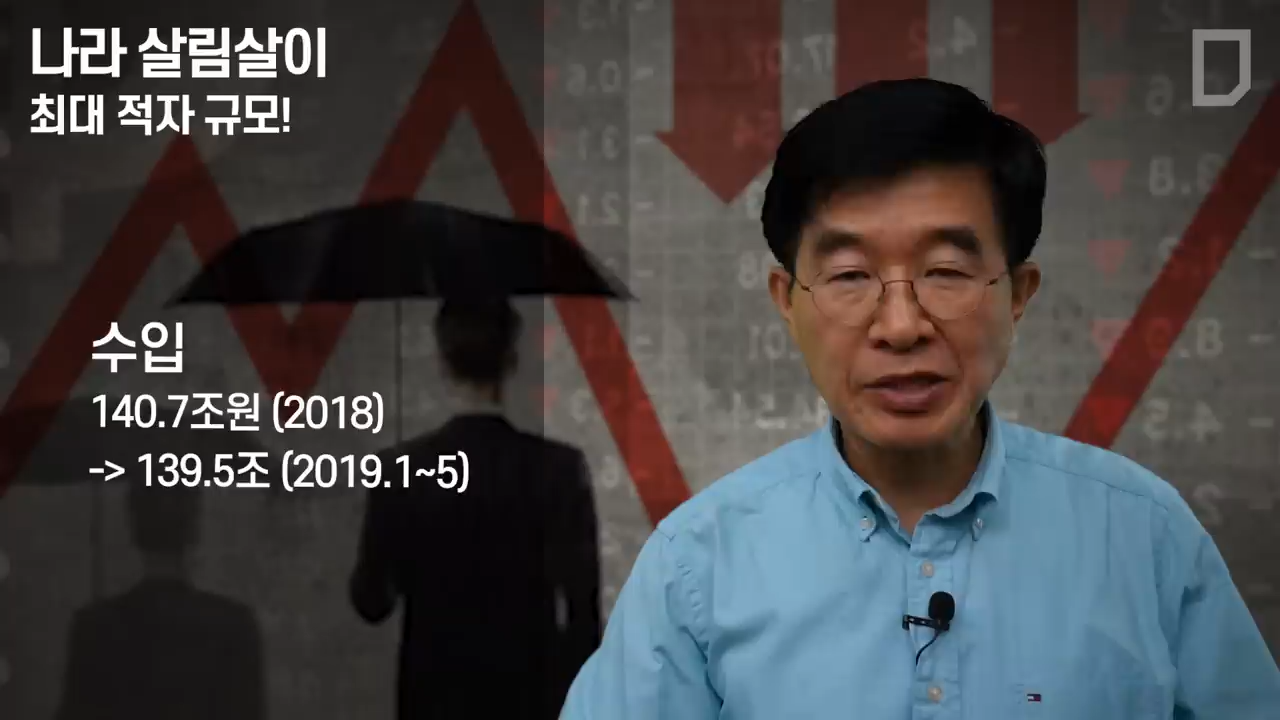 나라 살림살이
최대 적자 규모!
수입
140.7조원 (2018)
-> 139.5조 (2019.1~5)